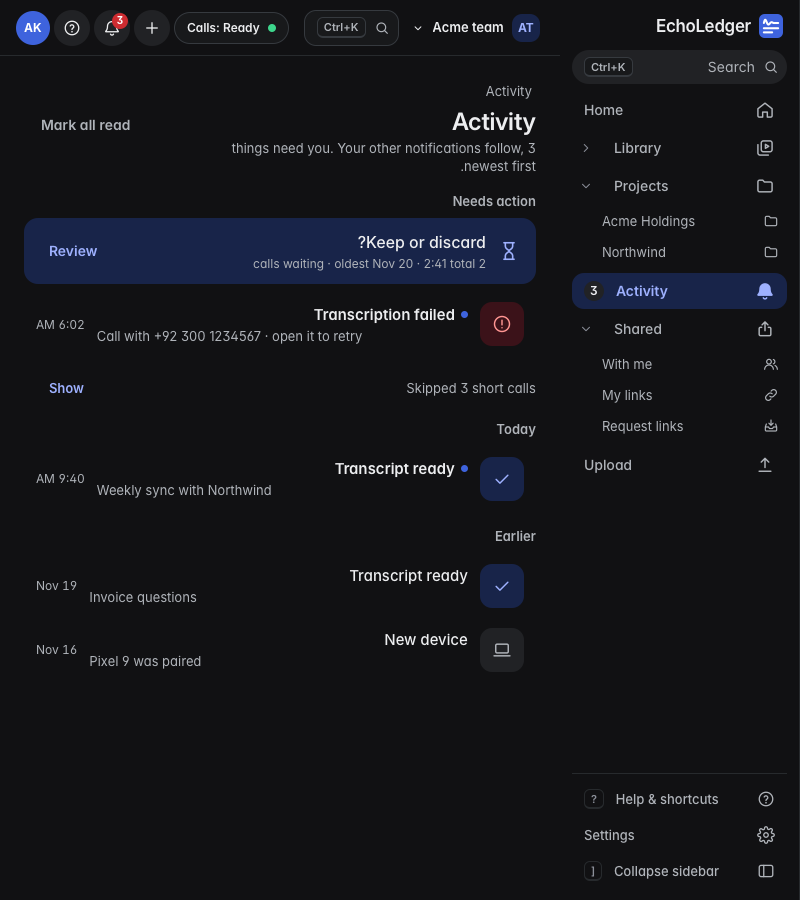 EchoLedger
Search Ctrl+K
Home
Library
Projects
Acme Holdings
Northwind
Activity 3
Shared
With me
My links
Request links
Upload
? Help & shortcuts
Settings
] Collapse sidebar
AT Acme team
Ctrl+K
Calls: Ready
3
AK
Activity
Activity
Mark all read
things need you. Your other notifications follow, 3
.newest first
Needs action
?Keep or discard
calls waiting · oldest Nov 20 · 2:41 total 2
Review
Transcription failed
Call with +92 300 1234567 · open it to retry
AM 6:02
Skipped 3 short calls
Show
Today
Transcript ready
Weekly sync with Northwind
AM 9:40
Earlier
Transcript ready
Invoice questions
Nov 19
New device
Pixel 9 was paired
Nov 16